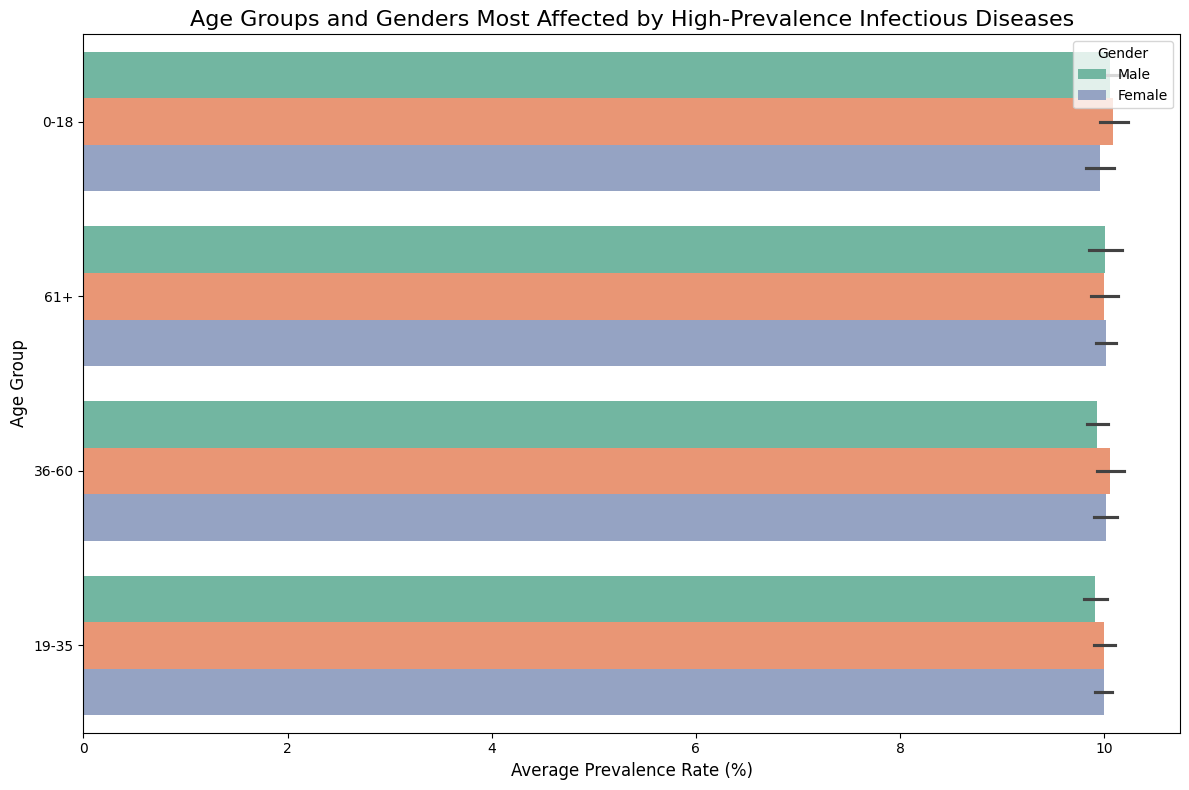 Age Groups and Genders Most Affected by High-Prevalence Infectious Diseases
Gender
Male
Female
0-18
61+
36-60
19-35
Age Group
0
2
4
6
8
10
Average Prevalence Rate (%)